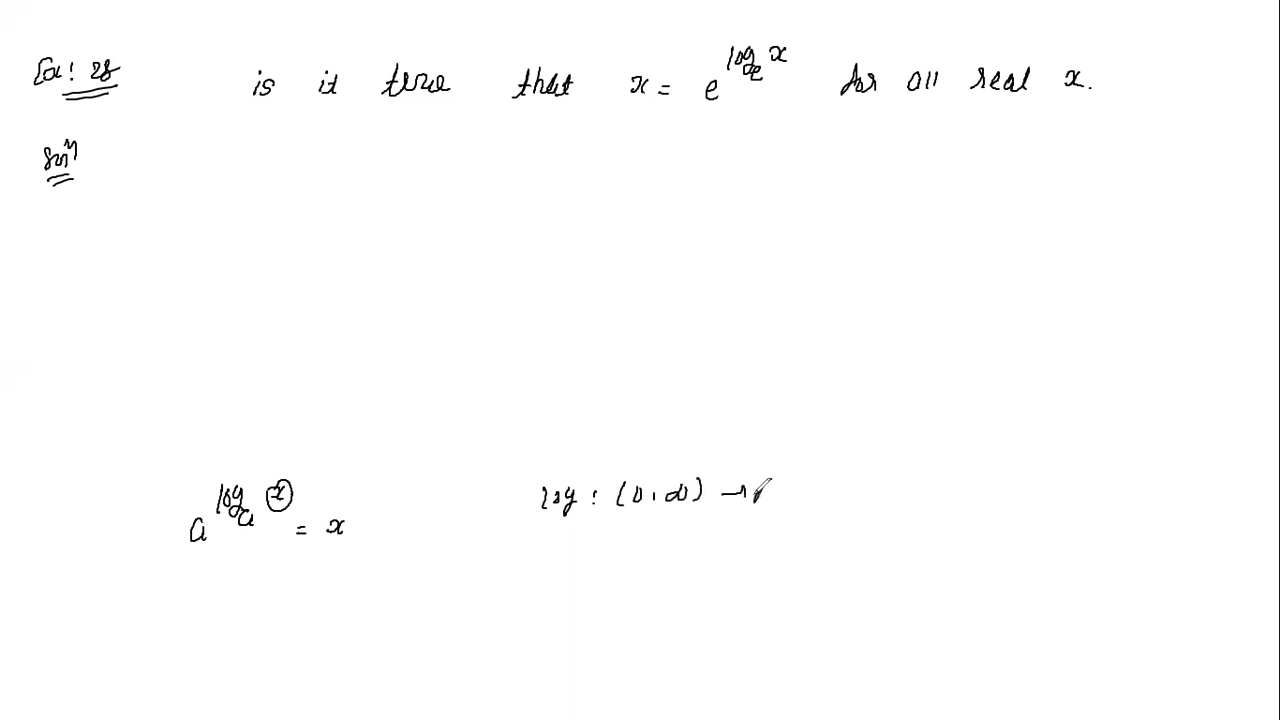 Ex: 28 is it true that x = e^{log_e x} for all real x.
Sol^n
a^{log_a x} = x log : (0, ∞) → R